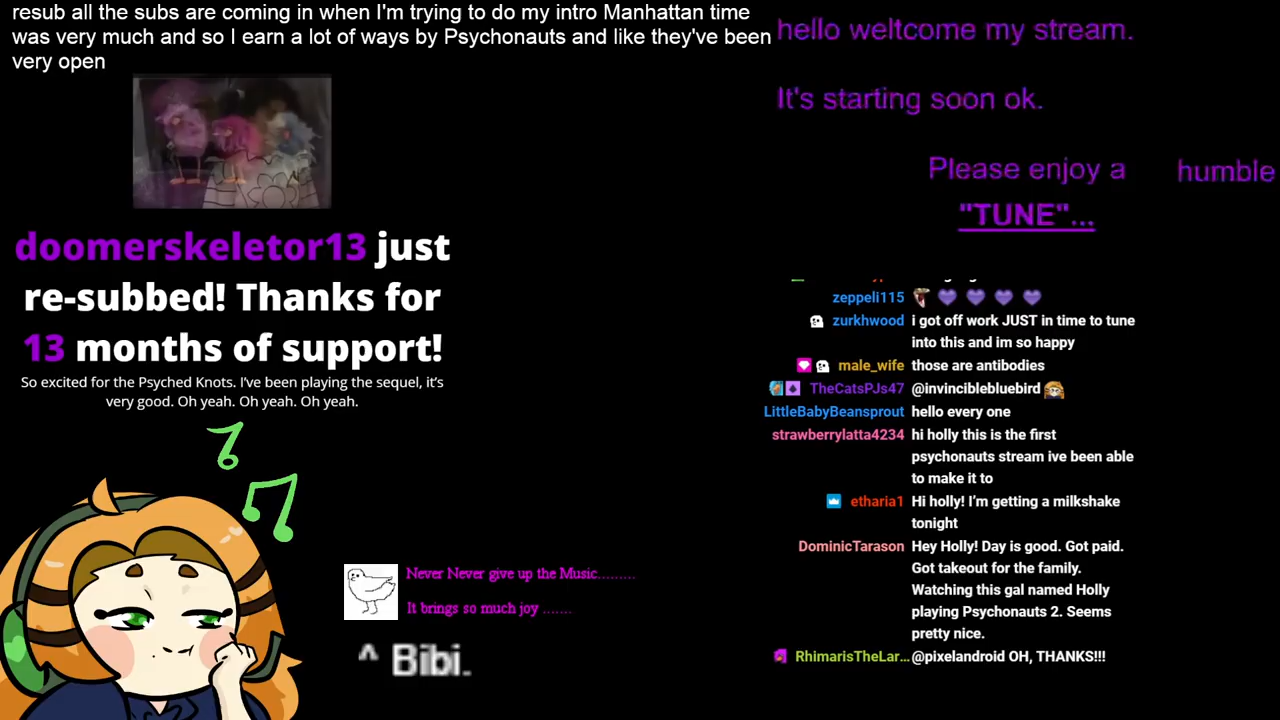 resub all the subs are coming in when I'm trying to do my intro Manhattan time
was very much and so I earn a lot of ways by Psychonauts and like they've been
very open
doomerskeletor13 just
re-subbed! Thanks for
13 months of support!
So excited for the Psyched Knots. I've been playing the sequel, it's
very good. Oh yeah. Oh yeah. Oh yeah.
Never Never give up the Music.........
It brings so much joy .......
^ Bibi.
hello weltcome my stream.
It's starting soon ok.
Please enjoy a humble
"TUNE"...
zeppeli115
zurkhwood i got off work JUST in time to tune
into this and im so happy
male_wife those are antibodies
TheCatsPJs47 @invinciblebluebird
LittleBabyBeansprout hello every one
strawberrylatta4234 hi holly this is the first
psychonauts stream ive been able
to make it to
etharia1 Hi holly! I'm getting a milkshake
tonight
DominicTarason Hey Holly! Day is good. Got paid.
Got takeout for the family.
Watching this gal named Holly
playing Psychonauts 2. Seems
pretty nice.
RhimarisTheLar... @pixelandroid OH, THANKS!!!